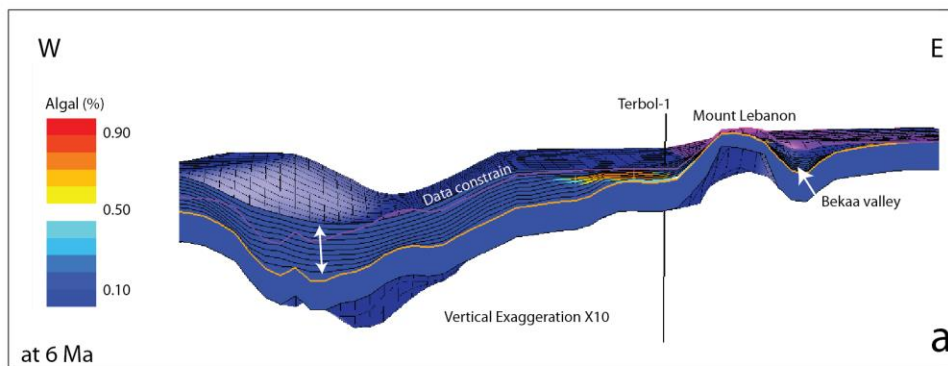 W
E
Algal (%)
0.90
0.50
0.10
Terbol-1
Mount Lebanon
Data constrain
Bekaa valley
Vertical Exaggeration X10
at 6 Ma
a